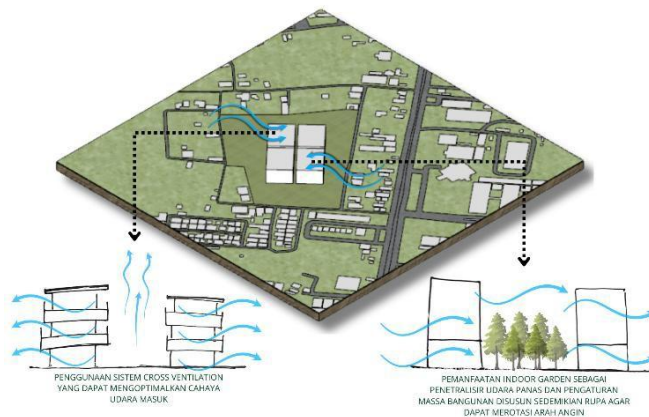 PENGGUNAAN SISTEM CROSS VENTILATION
YANG DAPAT MENGOPTIMALKAN CAHAYA
UDARA MASUK
PEMANFAATAN INDOOR GARDEN SEBAGAI
PENETRALISIR UDARA PANAS DAN PENGATURAN
MASSA BANGUNAN DISUSUN SEDEMIKIAN RUPA AGAR
DAPAT MEROTASI ARAH ANGIN